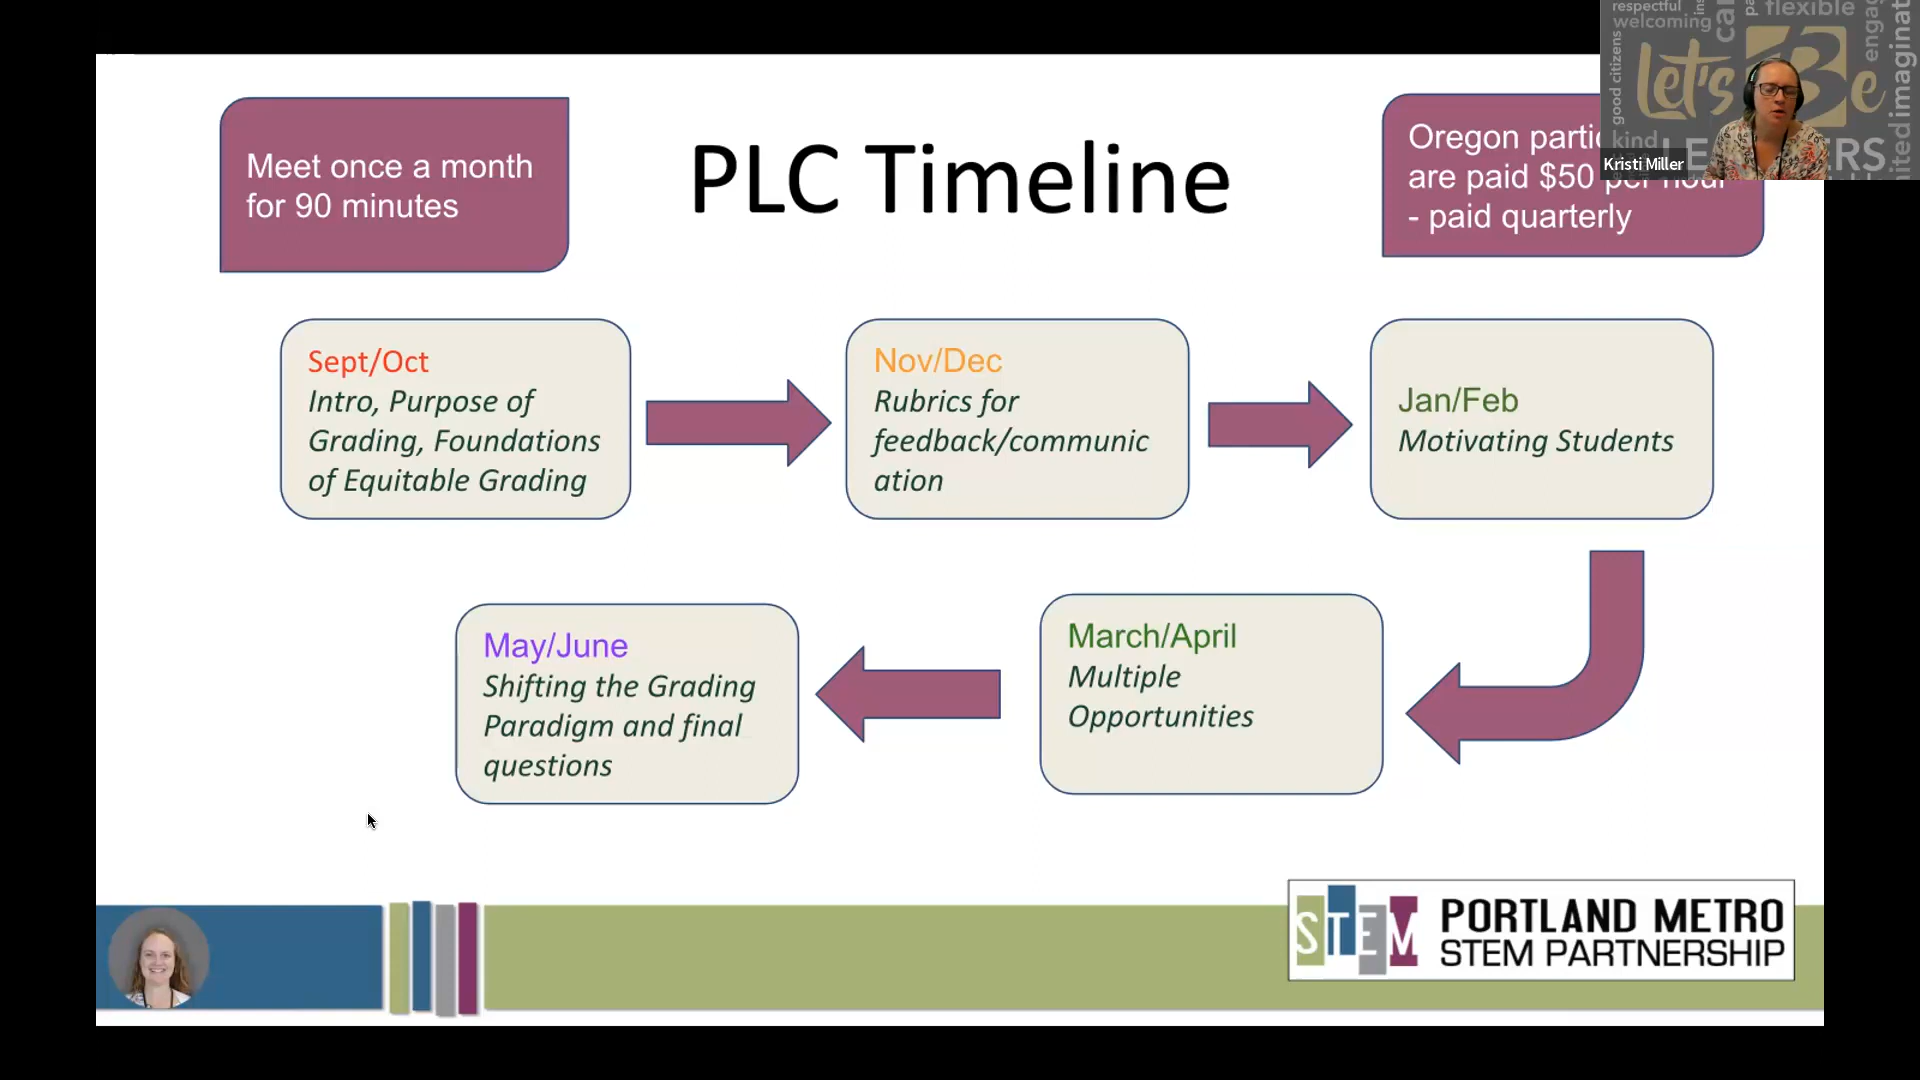 Meet once a month
for 90 minutes
PLC Timeline
Oregon
are paid $50 per hour
- paid quarterly
respectful
welcoming
flexible
good citizens
kind
Let's Be
imaginat
Kristi Miller
Sept/Oct
Intro, Purpose of
Grading, Foundations
of Equitable Grading
Nov/Dec
Rubrics for
feedback/communic
ation
Jan/Feb
Motivating Students
May/June
Shifting the Grading
Paradigm and final
questions
March/April
Multiple
Opportunities
STEM
PORTLAND METRO
STEM PARTNERSHIP